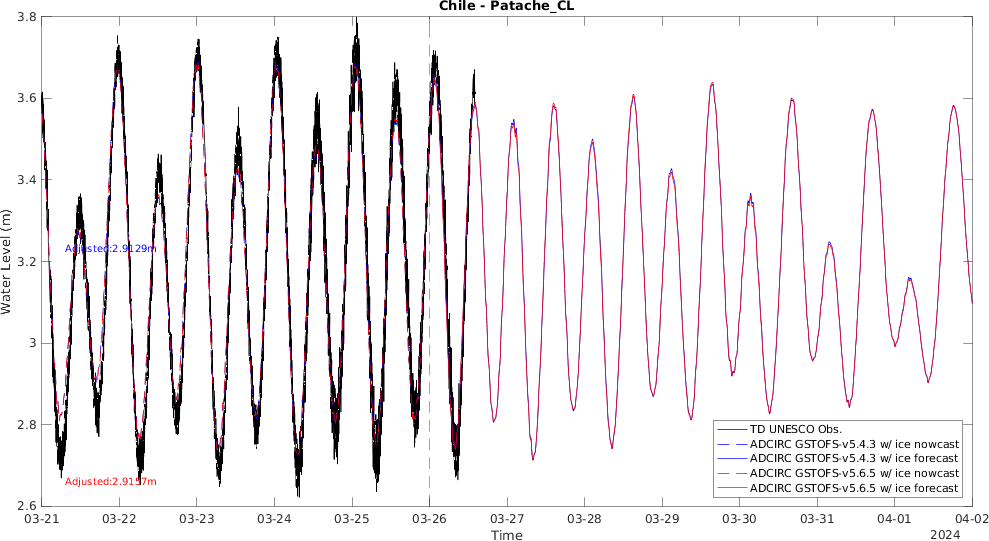 Chile - Patache_CL
3.8
3.6
3.4
3.2
3
2.8
2.6
Water Level (m)
Adjusted:2.9129m
Adjusted:2.9157m
TD UNESCO Obs.
ADCIRC GSTOFS-v5.4.3 w/ ice nowcast
ADCIRC GSTOFS-v5.4.3 w/ ice forecast
ADCIRC GSTOFS-v5.6.5 w/ ice nowcast
ADCIRC GSTOFS-v5.6.5 w/ ice forecast
03-21 03-22 03-23 03-24 03-25 03-26 03-27 03-28 03-29 03-30 03-31 04-01 04-02
Time
2024